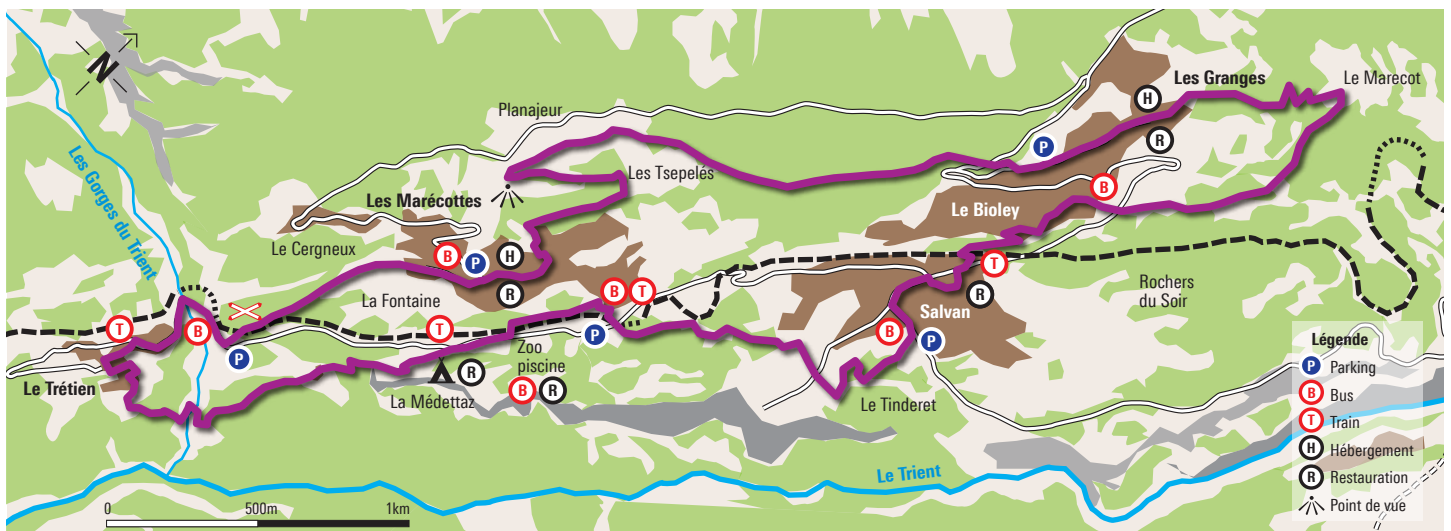 N
Les Gorges du Trient
Planajeur
Les Granges
Le Marecot
H
R
P
Les Tsepelés
Les Marécottes
B
Le Bioley
Le Cergneux
B
P
H
R
La Fontaine
T
B
P
T
B
T
P
T
R
Salvan
B
P
Rochers
du Soir
Le Trétien
La Médettaz
R
Zoo
piscine
B
R
Le Tinderet
Le Trient
0
500m
1km
Légende
P Parking
B Bus
T Train
H Hébergement
R Restauration
Point de vue